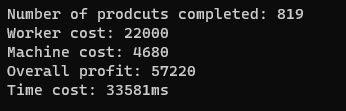 Number of prodcuts completed: 819
Worker cost: 22000
Machine cost: 4680
Overall profit: 57220
Time cost: 33581ms